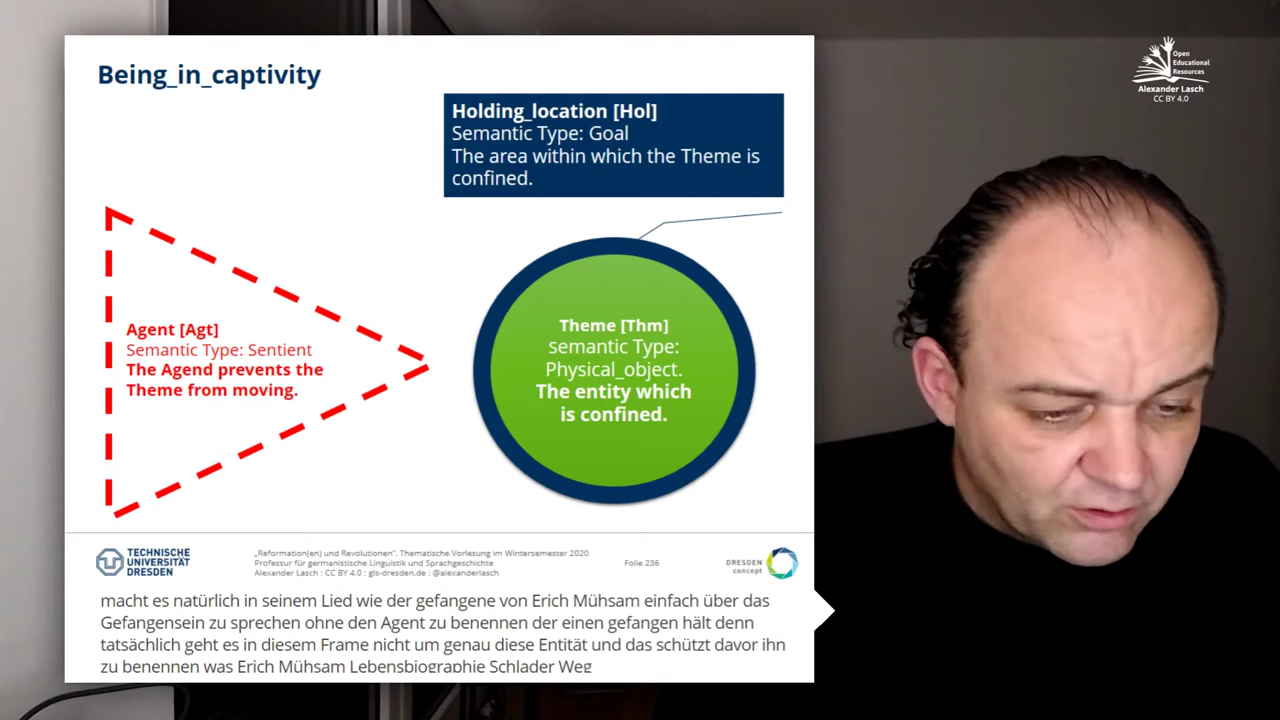 Being_in_captivity
Open
Educational
Resources
Alexander Lasch
CC BY 4.0
Holding_location [Hol]
Semantic Type: Goal
The area within which the Theme is
confined.
Agent [Agt]
Semantic Type: Sentient
The Agend prevents the
Theme from moving.
Theme [Thm]
semantic Type:
Physical_object.
The entity which
is confined.
TECHNISCHE
UNIVERSITÄT
DRESDEN
„Reformation(en) und Revolutionen“. Thematische Vorlesung im Wintersemester 2020
Professur für germanistische Linguistik und Sprachgeschichte
Alexander Lasch : CC BY 4.0 : gls-dresden.de : @alexanderlasch
Folie 236
DRESDEN
concept
macht es natürlich in seinem Lied wie der gefangene von Erich Mühsam einfach über das
Gefangensein zu sprechen ohne den Agent zu benennen der einen gefangen hält denn
tatsächlich geht es in diesem Frame nicht um genau diese Entität und das schützt davor ihn
zu benennen was Erich Mühsam Lebensbiographie Schlader Weg